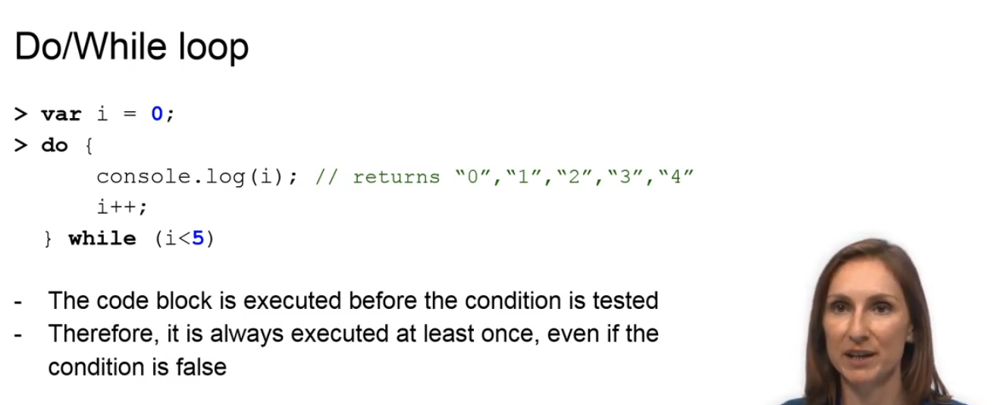 Do/While loop
> var i = 0;
> do {
console.log(i); // returns “0”,“1”,“2”,“3”,“4”
i++;
} while (i<5)
- The code block is executed before the condition is tested
- Therefore, it is always executed at least once, even if the
condition is false